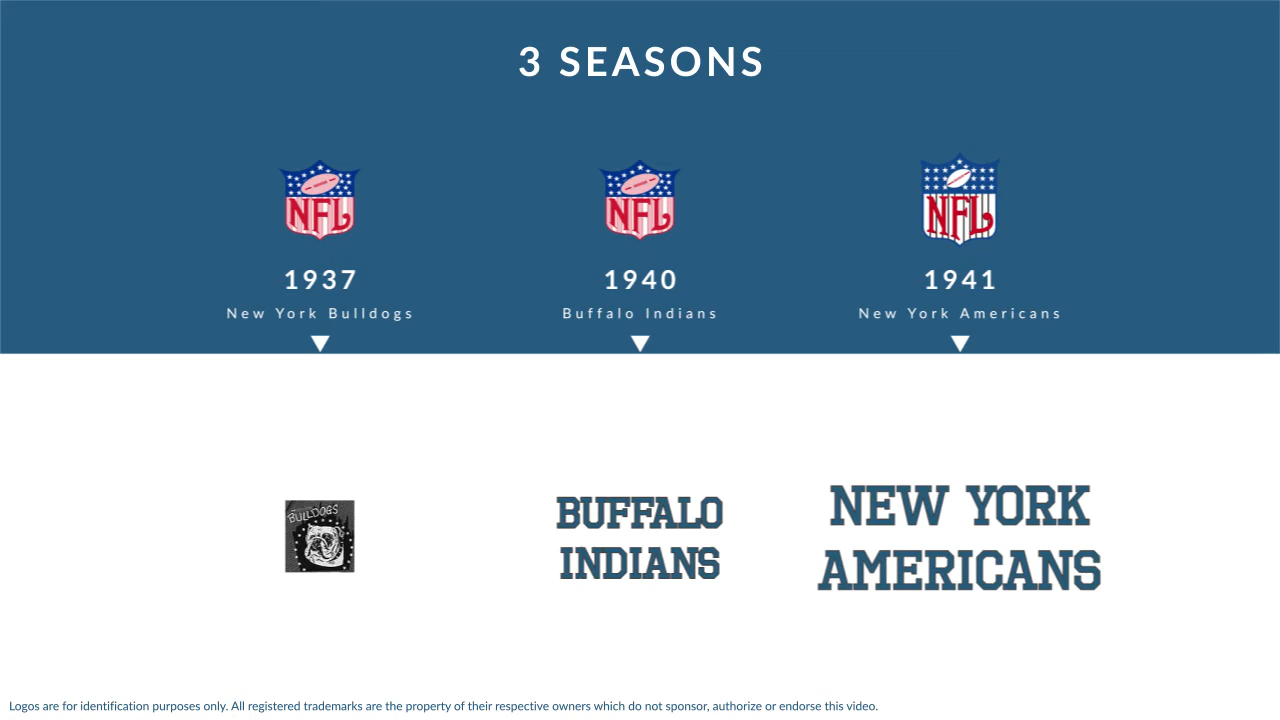 3 SEASONS
NFL NFL NFL
1937 1940 1941
New York Bulldogs Buffalo Indians New York Americans
BULLDOGS
BUFFALO
INDIANS
NEW YORK
AMERICANS
Logos are for identification purposes only. All registered trademarks are the property of their respective owners which do not sponsor, authorize or endorse this video.